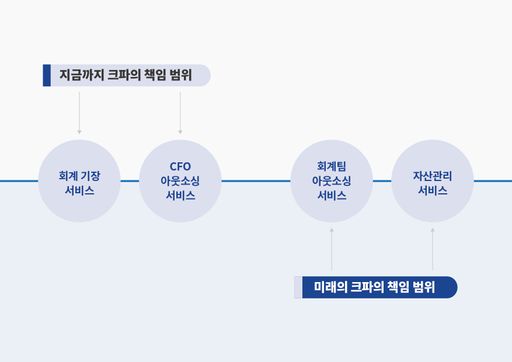 지금까지 크파의 책임 범위
회계 기장
서비스
CFO
아웃소싱
서비스
회계팀
아웃소싱
서비스
자산관리
서비스
미래의 크파의 책임 범위